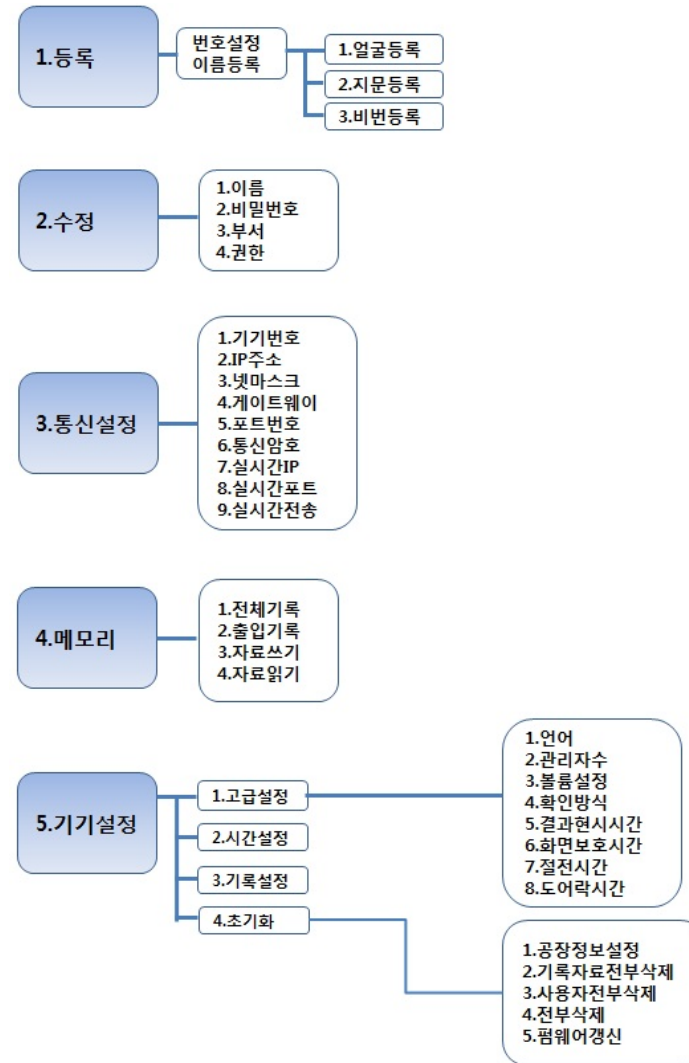 1.등록
번호설정
이름등록
1.얼굴등록
2.지문등록
3.비번등록
2.수정
1.이름
2.비밀번호
3.부서
4.권한
3.통신설정
1.기기번호
2.IP주소
3.넷마스크
4.게이트웨이
5.포트번호
6.통신암호
7.실시간IP
8.실시간포트
9.실시간전송
4.메모리
1.전체기록
2.출입기록
3.자료쓰기
4.자료읽기
5.기기설정
1.고급설정
2.시간설정
3.기록설정
4.초기화
1.언어
2.관리자수
3.볼륨설정
4.확인방식
5.결과현시시간
6.화면보호시간
7.절전시간
8.도어락시간
1.공장정보설정
2.기록자료전부삭제
3.사용자전부삭제
4.전부삭제
5.펌웨어갱신